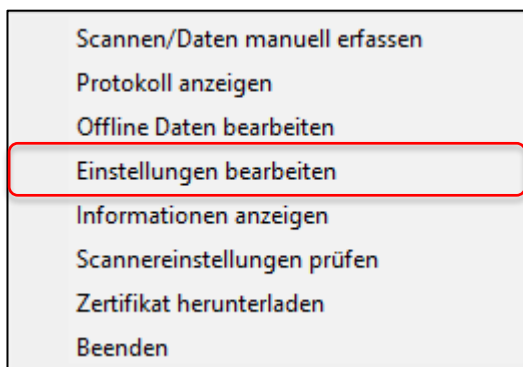 Scannen/Daten manuell erfassen
Protokoll anzeigen
Offline Daten bearbeiten
Einstellungen bearbeiten
Informationen anzeigen
Scannereinstellungen prüfen
Zertifikat herunterladen
Beenden